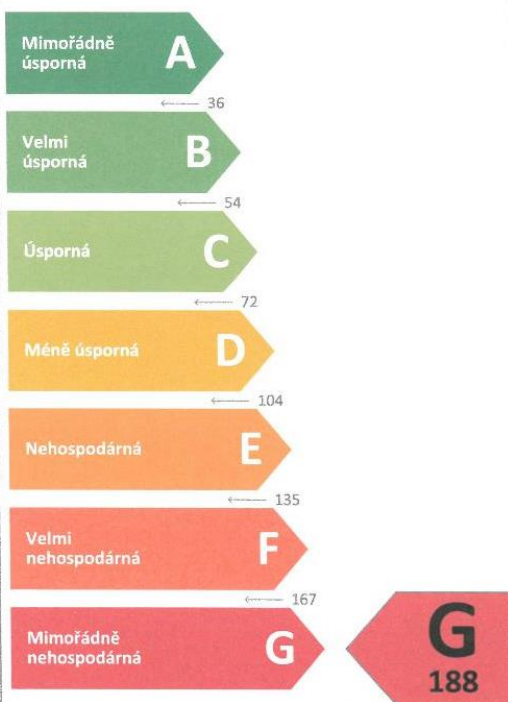 Mimořádně
úsporná
A
36
Velmi
úsporná
B
54
Úsporná
C
72
Méně úsporná
D
104
Nehospodárná
E
135
Velmi
nehospodárná
F
167
Mimořádně
nehospodárná
G
G
188